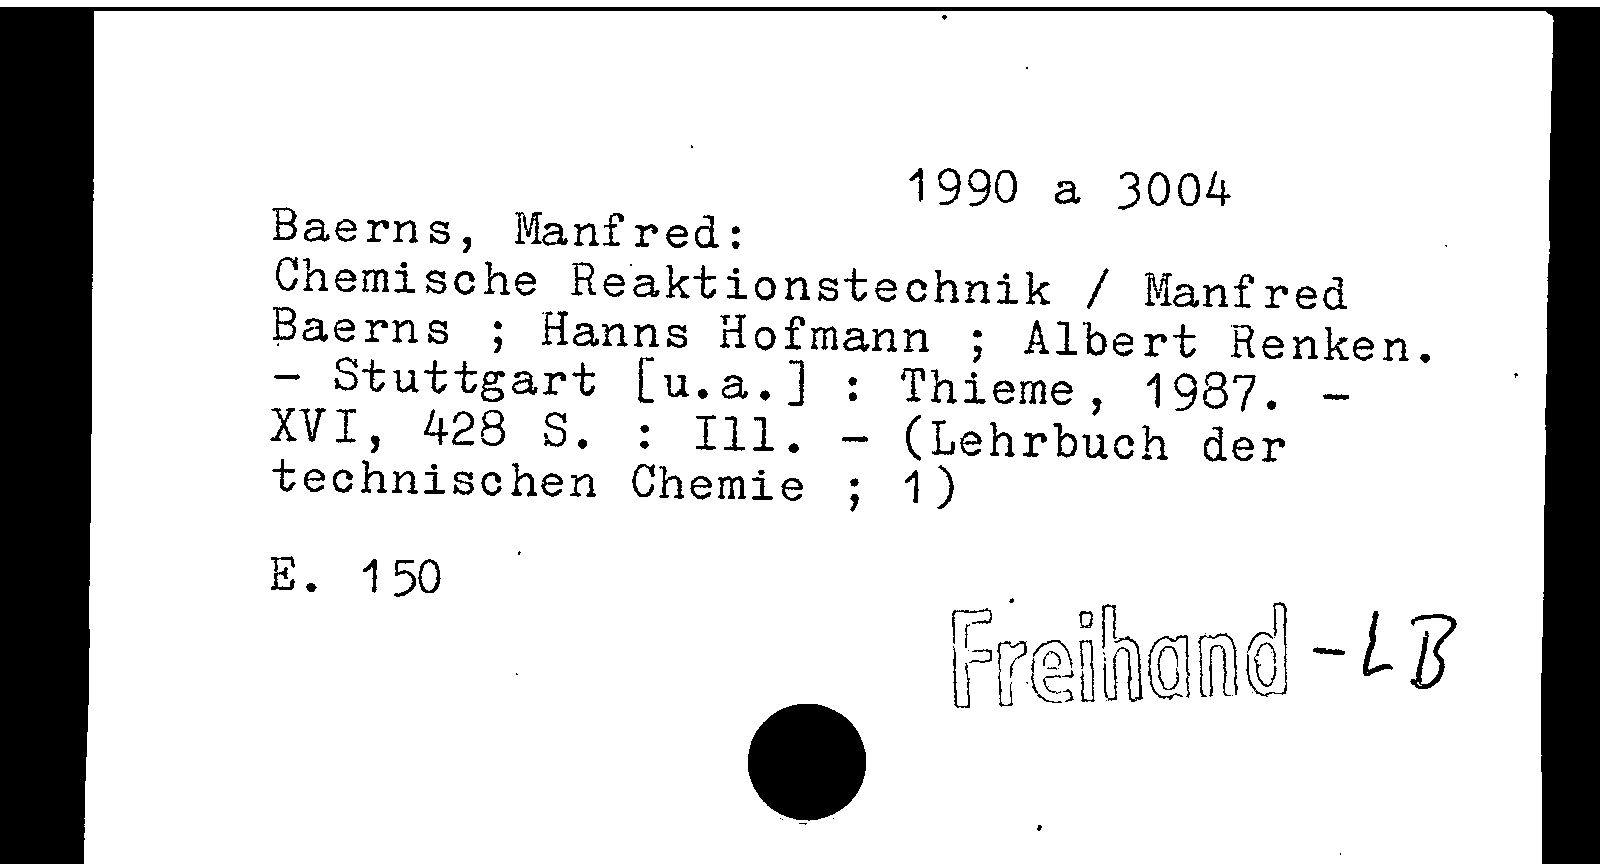 1990 a 3004
Baerns, Manfred:
Chemische Reaktionstechnik / Manfred
Baerns ; Hanns Hofmann ; Albert Renken.
- Stuttgart [u.a.] : Thieme, 1987. -
XVI, 428 S. : Ill. - (Lehrbuch der
technischen Chemie ; 1)
E. 150
Freihand - LB